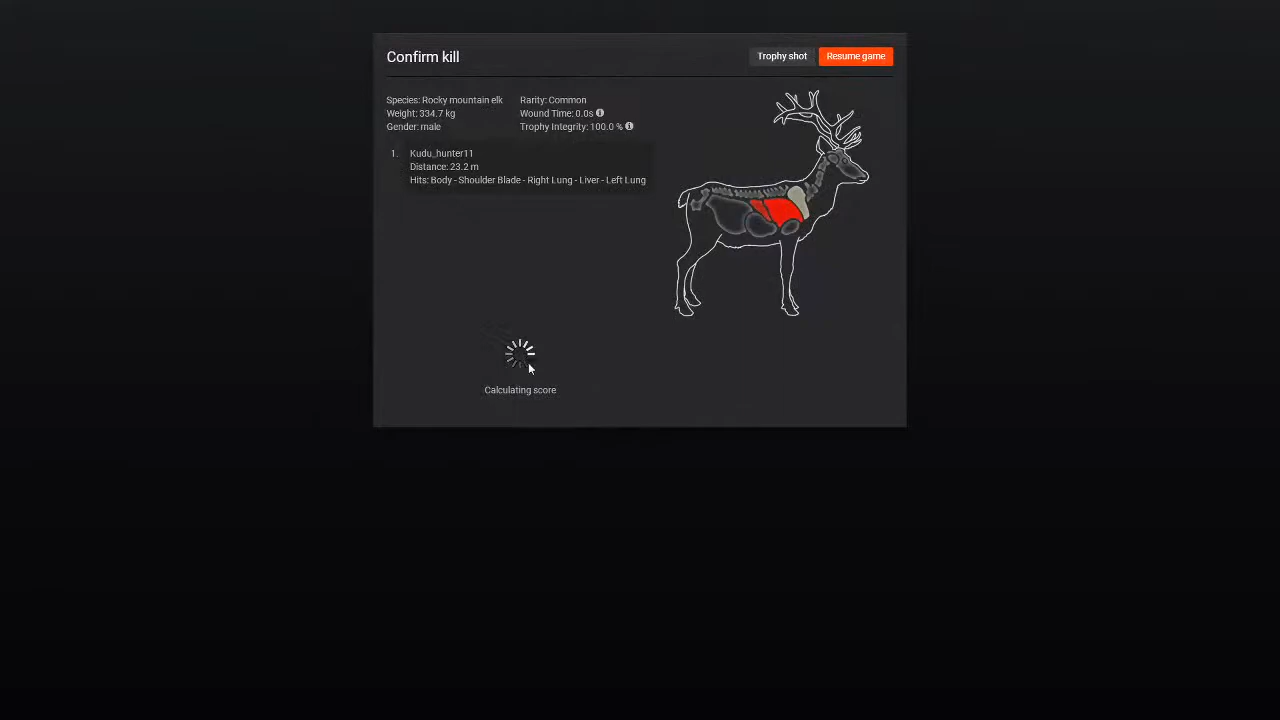 Confirm kill
Trophy shot
Resume game
Species: Rocky mountain elk
Weight: 334.7 kg
Gender: male
Rarity: Common
Wound Time: 0.0s
Trophy Integrity: 100.0 %
1. Kudu_hunter11
Distance: 23.2 m
Hits: Body - Shoulder Blade - Right Lung - Liver - Left Lung
Calculating score